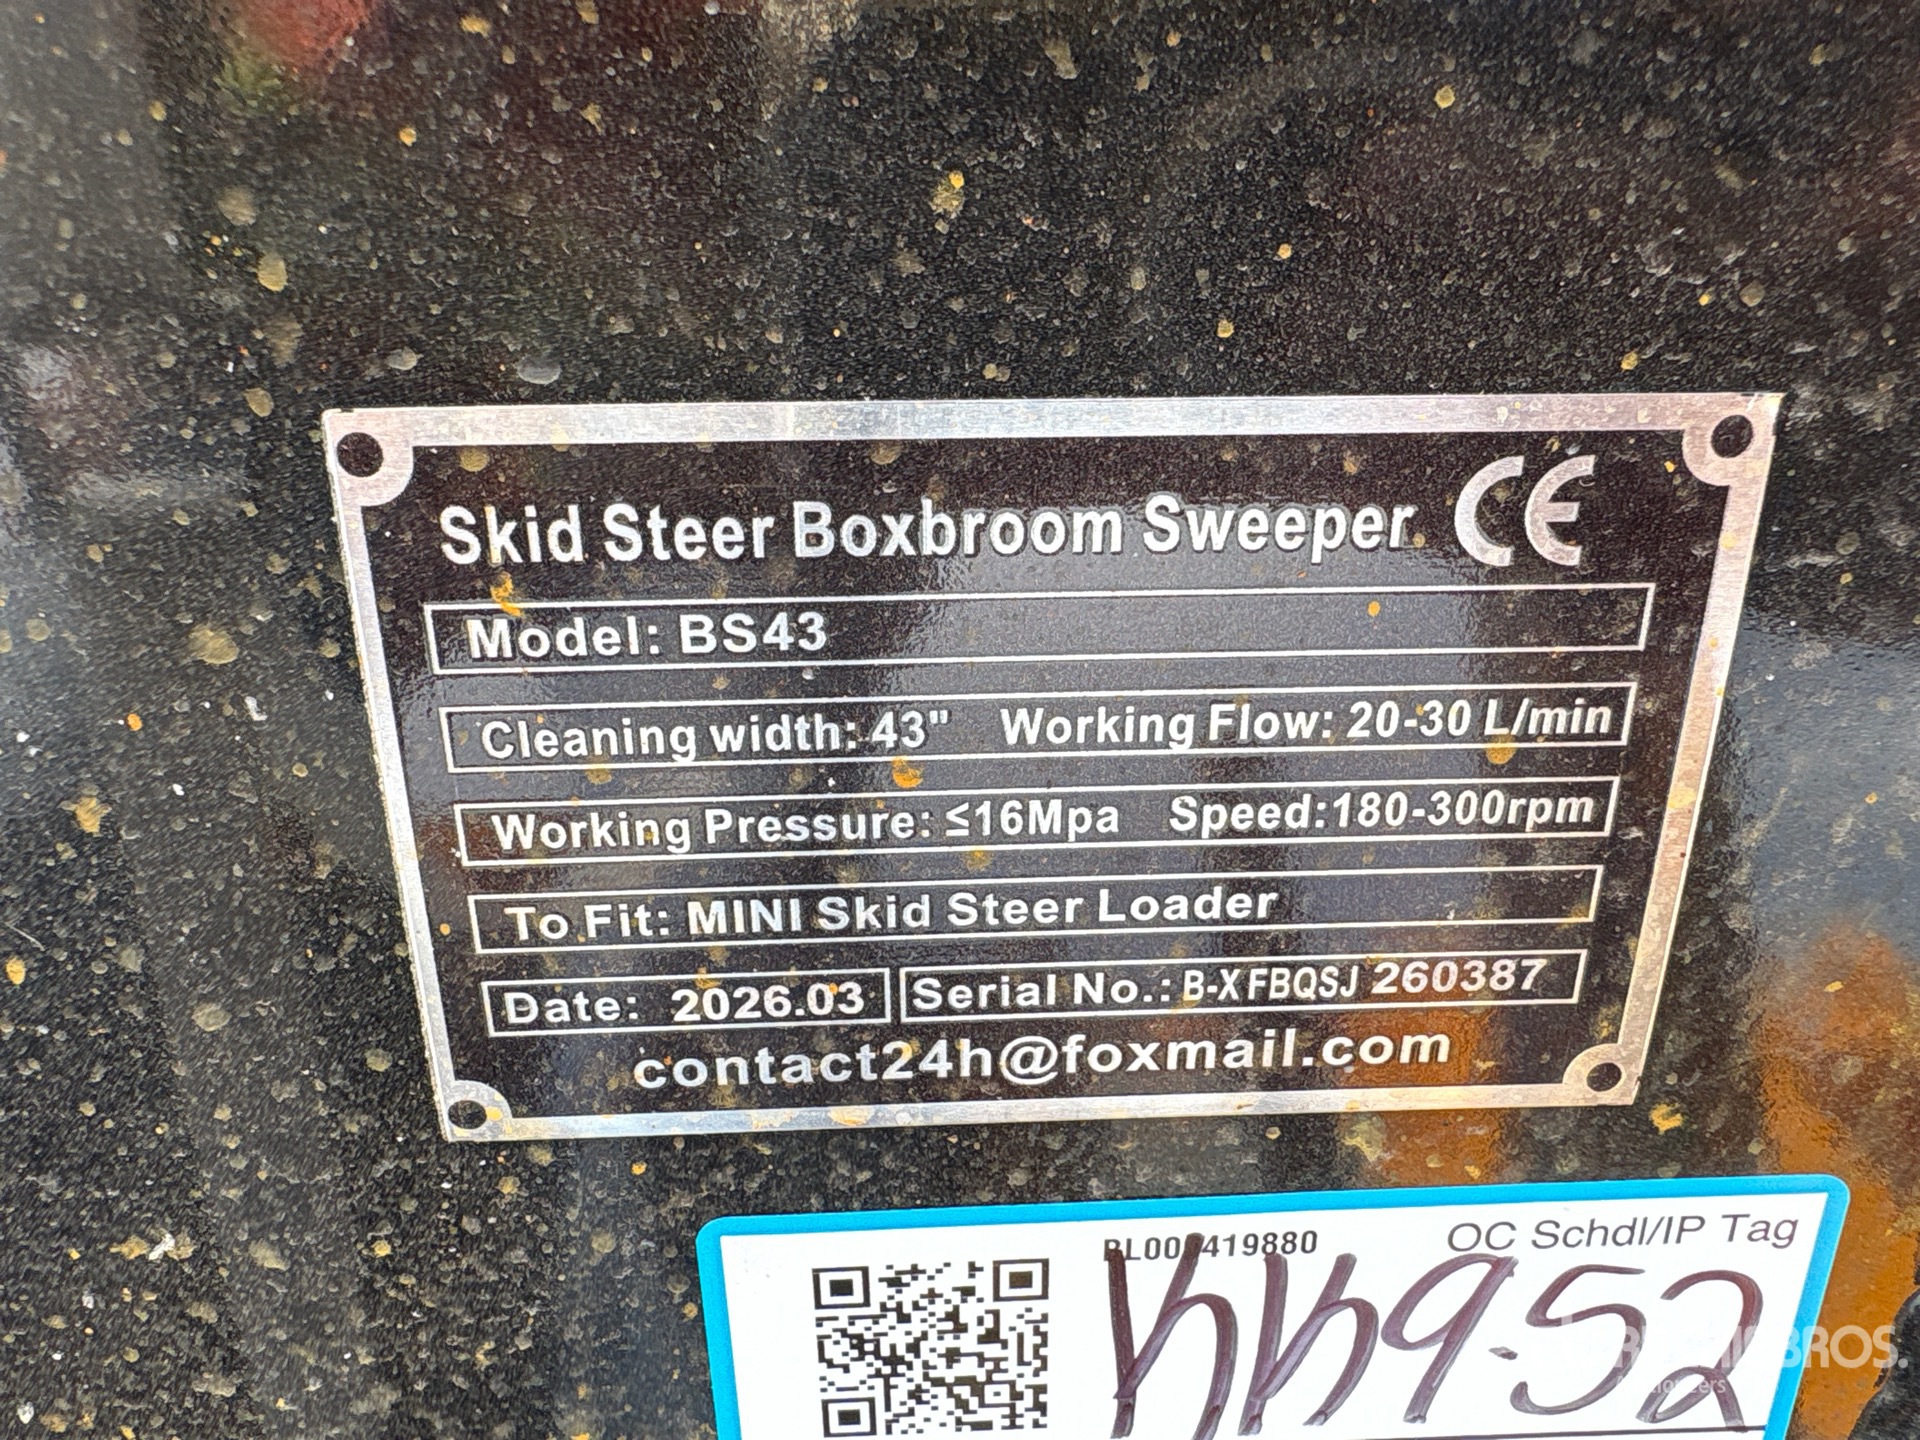 Skid Steer Boxbroom Sweeper CE
Model: BS43
Cleaning width: 43" Working Flow: 20-30 L/min
Working Pressure: ≤16Mpa Speed:180-300rpm
To Fit: MINI Skid Steer Loader
Date: 2026.03 Serial No.: B-XFBQSJ 260387
contact24h@foxmail.com
OC Schdl/IP Tag
BROS.